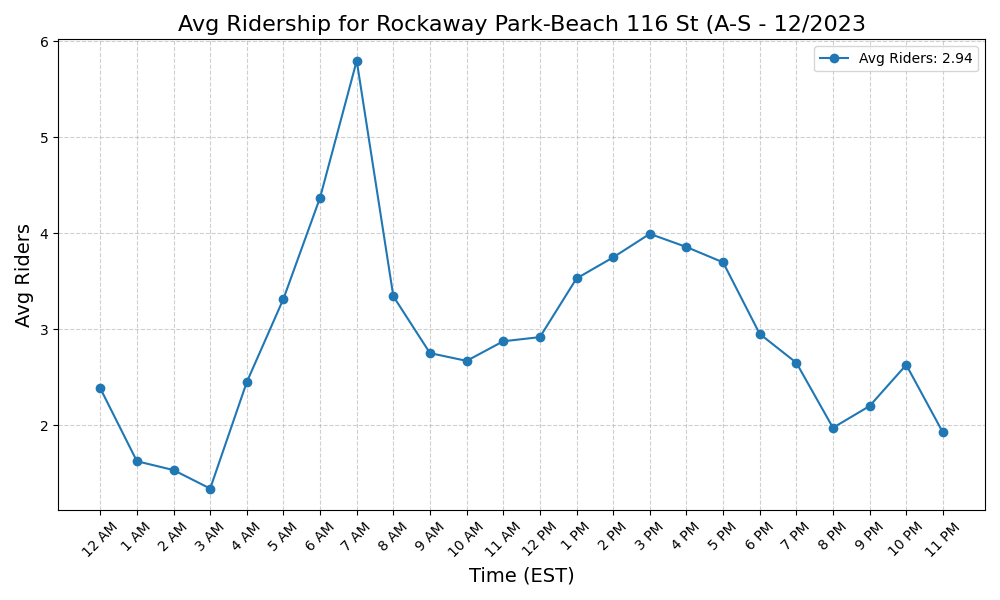 Avg Ridership for Rockaway Park-Beach 116 St (A-S - 12/2023
Avg Riders: 2.94
Avg Riders
6
5
4
3
2
12 AM
1 AM
2 AM
3 AM
4 AM
5 AM
6 AM
7 AM
8 AM
9 AM
10 AM
11 AM
12 PM
1 PM
2 PM
3 PM
4 PM
5 PM
6 PM
7 PM
8 PM
9 PM
10 PM
11 PM
Time (EST)